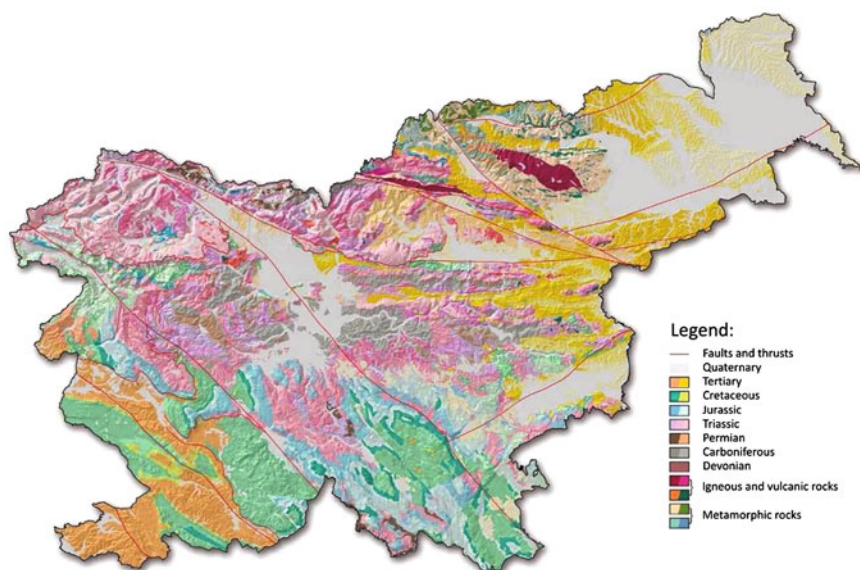 Legend:
Faults and thrusts
Quaternary
Tertiary
Cretaceous
Jurassic
Triassic
Permian
Carboniferous
Devonian
Igneous and vulcanic rocks
Metamorphic rocks